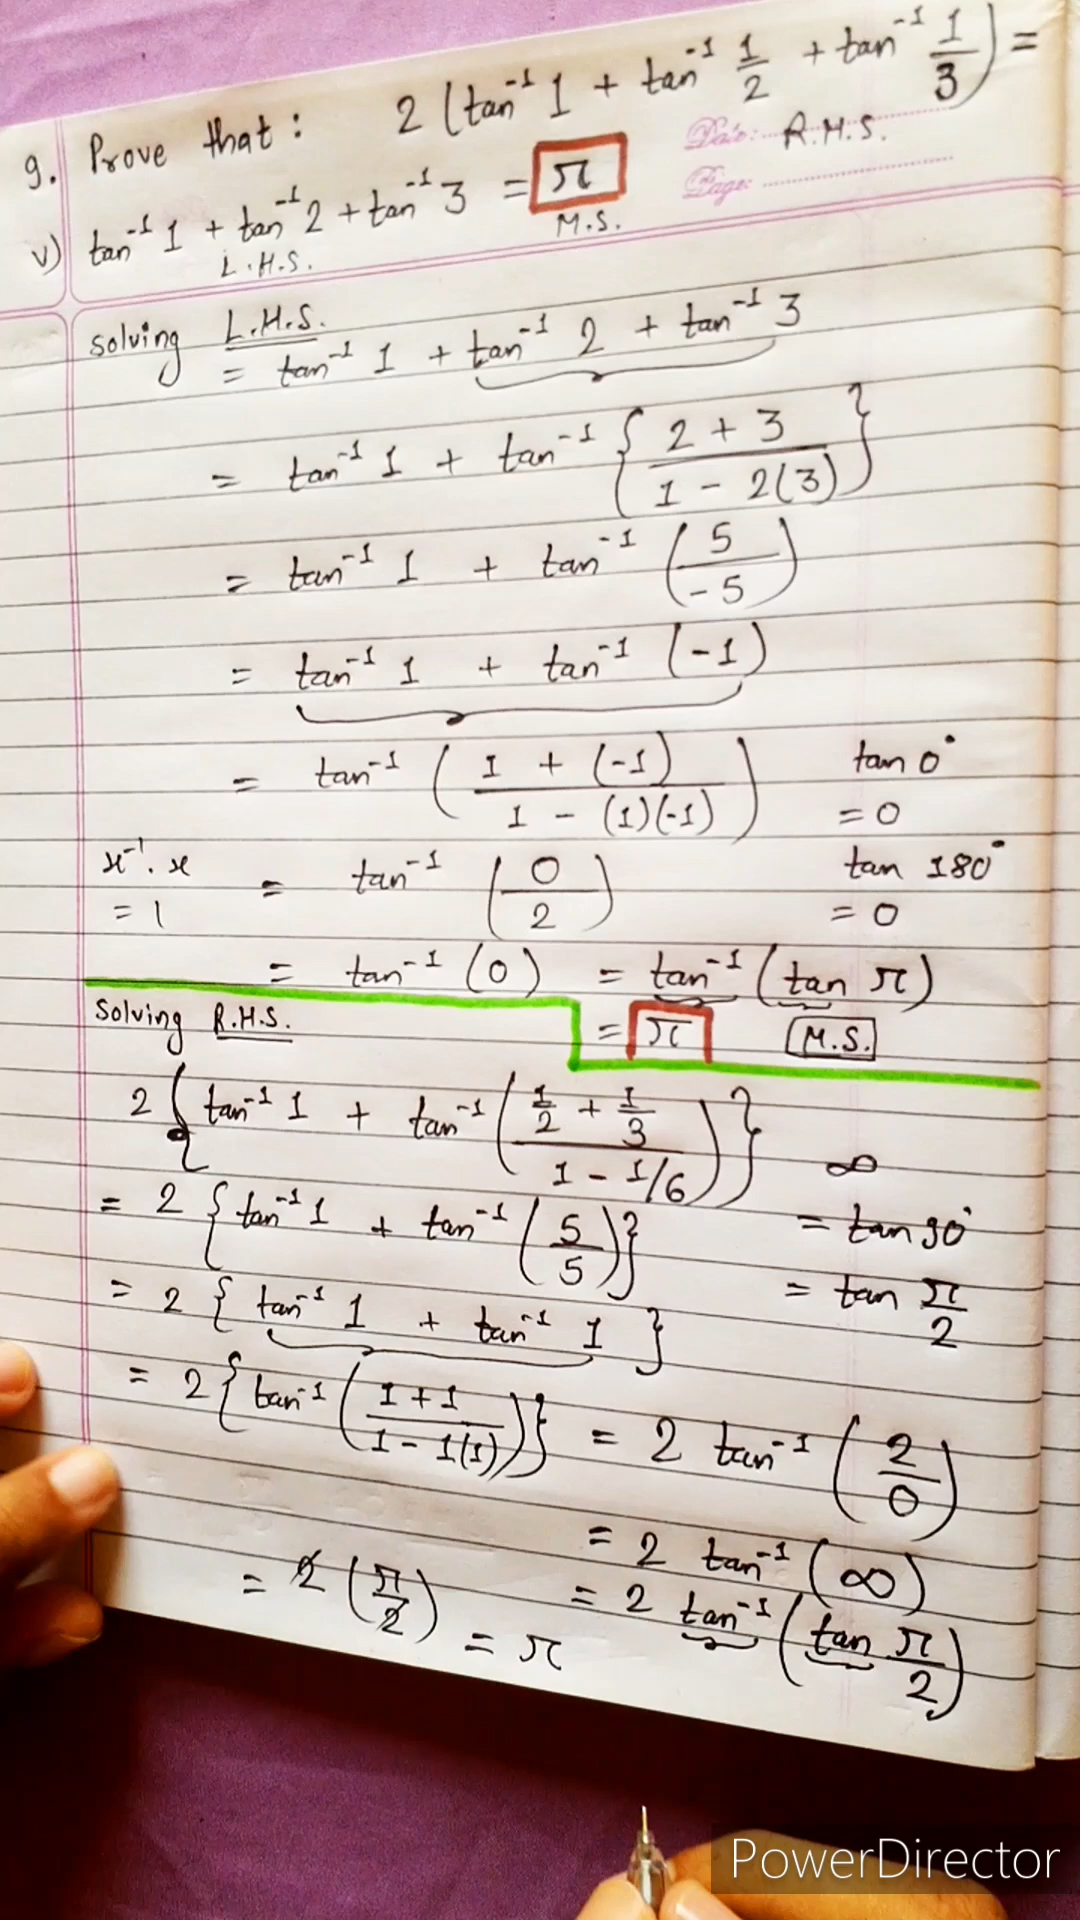 9. Prove that : 2 (tan⁻¹ 1 + tan⁻¹ 1/2 + tan⁻¹ 1/3) =
Date: R.H.S.
v) tan⁻¹ 1 + tan⁻¹ 2 + tan⁻¹ 3 = π
Page:
L.H.S. M.S.
Solving L.H.S.
= tan⁻¹ 1 + tan⁻¹ 2 + tan⁻¹ 3
= tan⁻¹ 1 + tan⁻¹ { (2 + 3) / (1 - 2(3)) }
= tan⁻¹ 1 + tan⁻¹ (5/-5)
= tan⁻¹ 1 + tan⁻¹ (-1)
= tan⁻¹ ( (1 + (-1)) / (1 - (1)(-1)) ) tan 0°
= 0
x⁻¹. x = tan⁻¹ (0/2) tan 180°
= 1 = 0
= tan⁻¹ (0) = tan⁻¹ (tan π)
Solving R.H.S. = π M.S.
2 { tan⁻¹ 1 + tan⁻¹ ( (1/2 + 1/3) / (1 - 1/6) ) } ∞
= 2 { tan⁻¹ 1 + tan⁻¹ (5/5) } = tan 90°
= 2 { tan⁻¹ 1 + tan⁻¹ 1 } = tan π/2
= 2 { tan⁻¹ ( (1 + 1) / (1 - 1(1)) ) } = 2 tan⁻¹ (2/0)
= 2 tan⁻¹ (∞)
= 2 tan⁻¹ (tan π/2)
= 2 (π/2) = π
PowerDirector